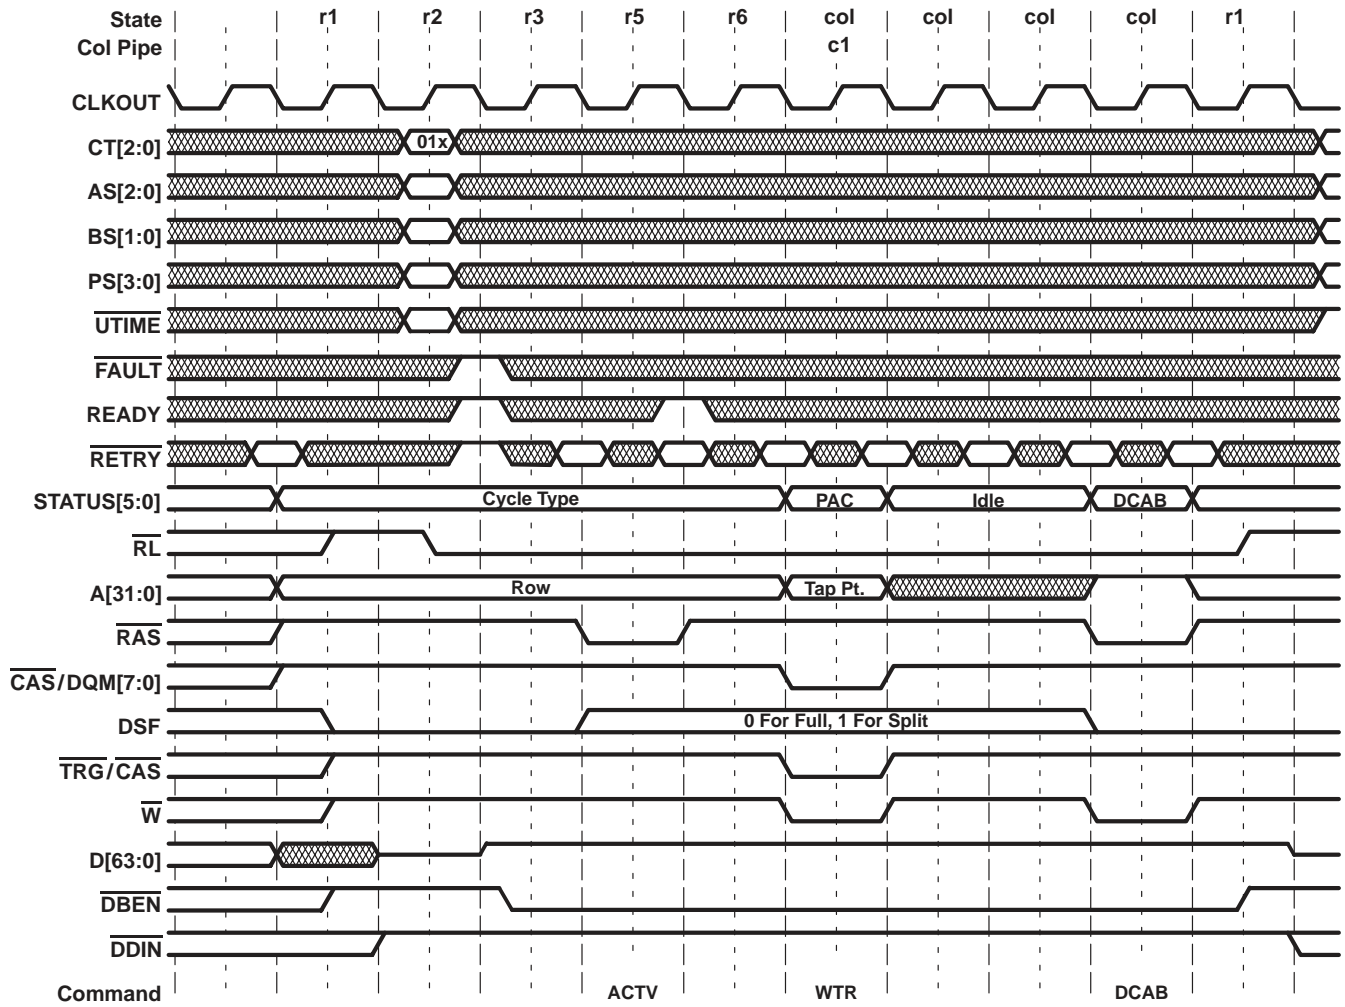 State r1 r2 r3 r5 r6 col col col col r1
Col Pipe c1
CLKOUT
CT[2:0] 01x
AS[2:0]
BS[1:0]
PS[3:0]
UTIME
FAULT
READY
RETRY
STATUS[5:0] Cycle Type PAC Idle DCAB
RL
A[31:0] Row Tap Pt.
RAS
CAS/DQM[7:0]
DSF 0 For Full, 1 For Split
TRG/CAS
W
D[63:0]
DBEN
DDIN
Command ACTV WTR DCAB